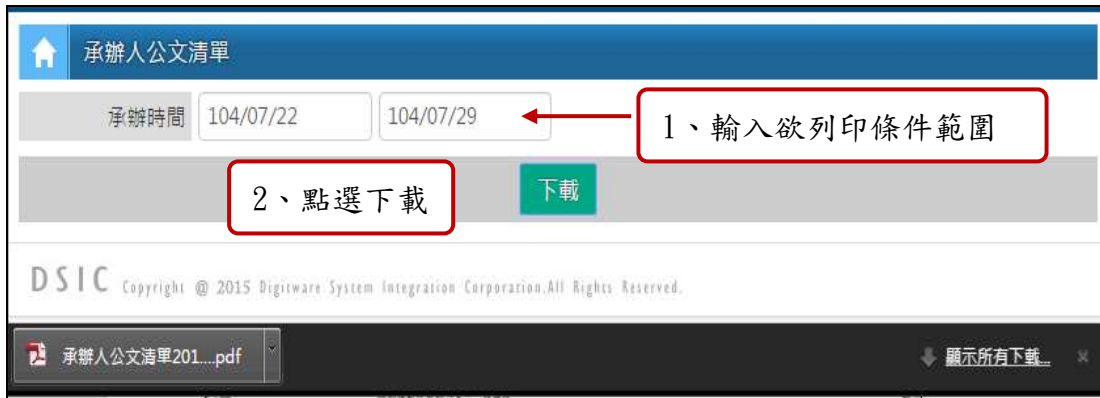 承辦人公文清單
承辦時間 104/07/22 104/07/29
1、輸入欲列印條件範圍
2、點選下載
下載
DSIC Copyright @ 2015 Digitware System Integration Corporation.All Rights Reserved.
承辦人公文清單201....pdf
顯示所有下載...